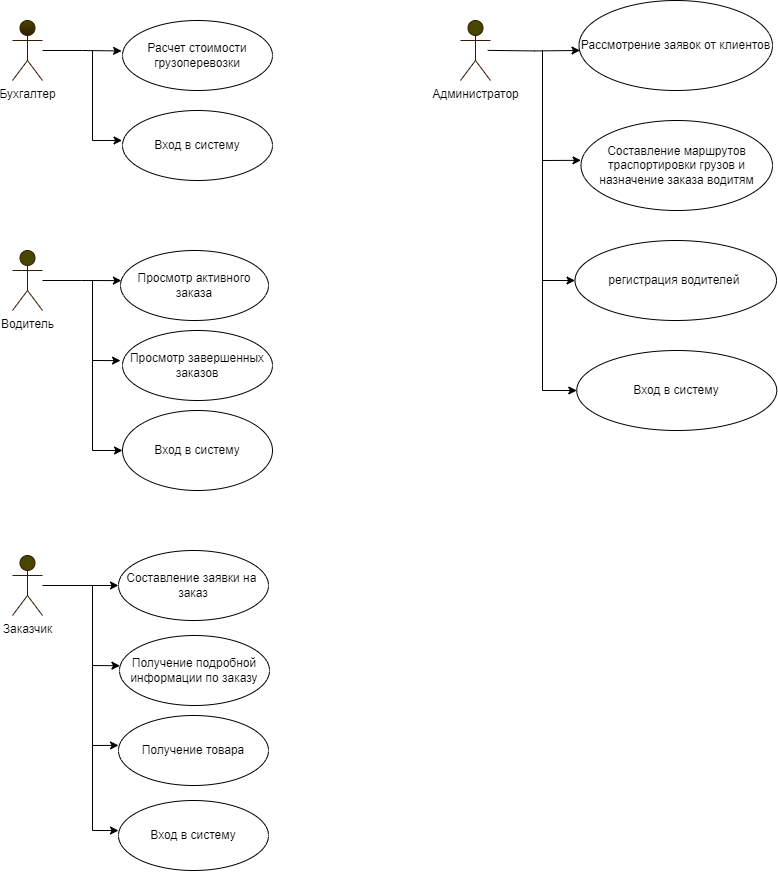 Расчет стоимости
грузоперевозки
Бухгалтер
Вход в систему
Рассмотрение заявок от клиентов
Администратор
Составление маршрутов
траспортировки грузов и
назначение заказа водитям
регистрация водителей
Вход в систему
Просмотр активного
заказа
Водитель
Просмотр завершенных
заказов
Вход в систему
Составление заявки на
заказ
Заказчик
Получение подробной
информации по заказу
Получение товара
Вход в систему